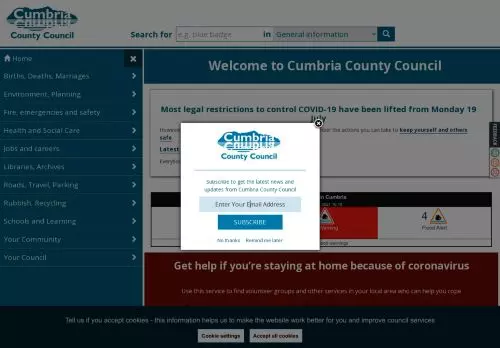 Cumbria
County Council
Search for
e.g. blue badge
in
General information
Home
Births, Deaths, Marriages
Environment, Planning
Fire, emergencies and safety
Health and Social Care
Jobs and careers
Libraries, Archives
Roads, Travel, Parking
Rubbish, Recycling
Schools and Learning
Your Community
Your Council
Welcome to Cumbria County Council
Most legal restrictions to control COVID-19 have been lifted from Monday 19
July
However
the actions you can take to keep yourself and others
safe
Latest
FEEDBACK
Cumbria
County Council
Subscribe to get the latest news and
updates from Cumbria County Council
Enter Your Email Address
SUBSCRIBE
No thanks
Remind me later
Cumbria
4
Flood Alert
Get help if you're staying at home because of coronavirus
Use this service to find volunteer groups and other services in your local area who can help you cope
Tell us if you accept cookies - this information helps us to make the website work better for you and improve council services
Cookie settings
Accept all cookies